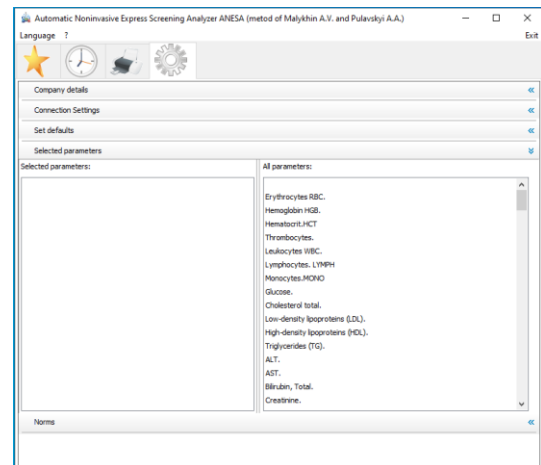 Automatic Noninvasive Express Screening Analyzer ANESA (metod of Malykhin A.V. and Pulavskyi A.A.)
Language ? Exit
Company details
Connection Settings
Set defaults
Selected parameters
Selected parameters: All parameters:
Erythrocytes RBC.
Hemoglobin HGB.
Hematocrit.HCT
Thrombocytes.
Leukocytes WBC.
Lymphocytes. LYMPH
Monocytes.MONO
Glucose.
Cholesterol total.
Low-density lipoproteins (LDL).
High-density lipoproteins (HDL).
Triglycerides (TG).
ALT.
AST.
Bilirubin, Total.
Creatinine.
Norms